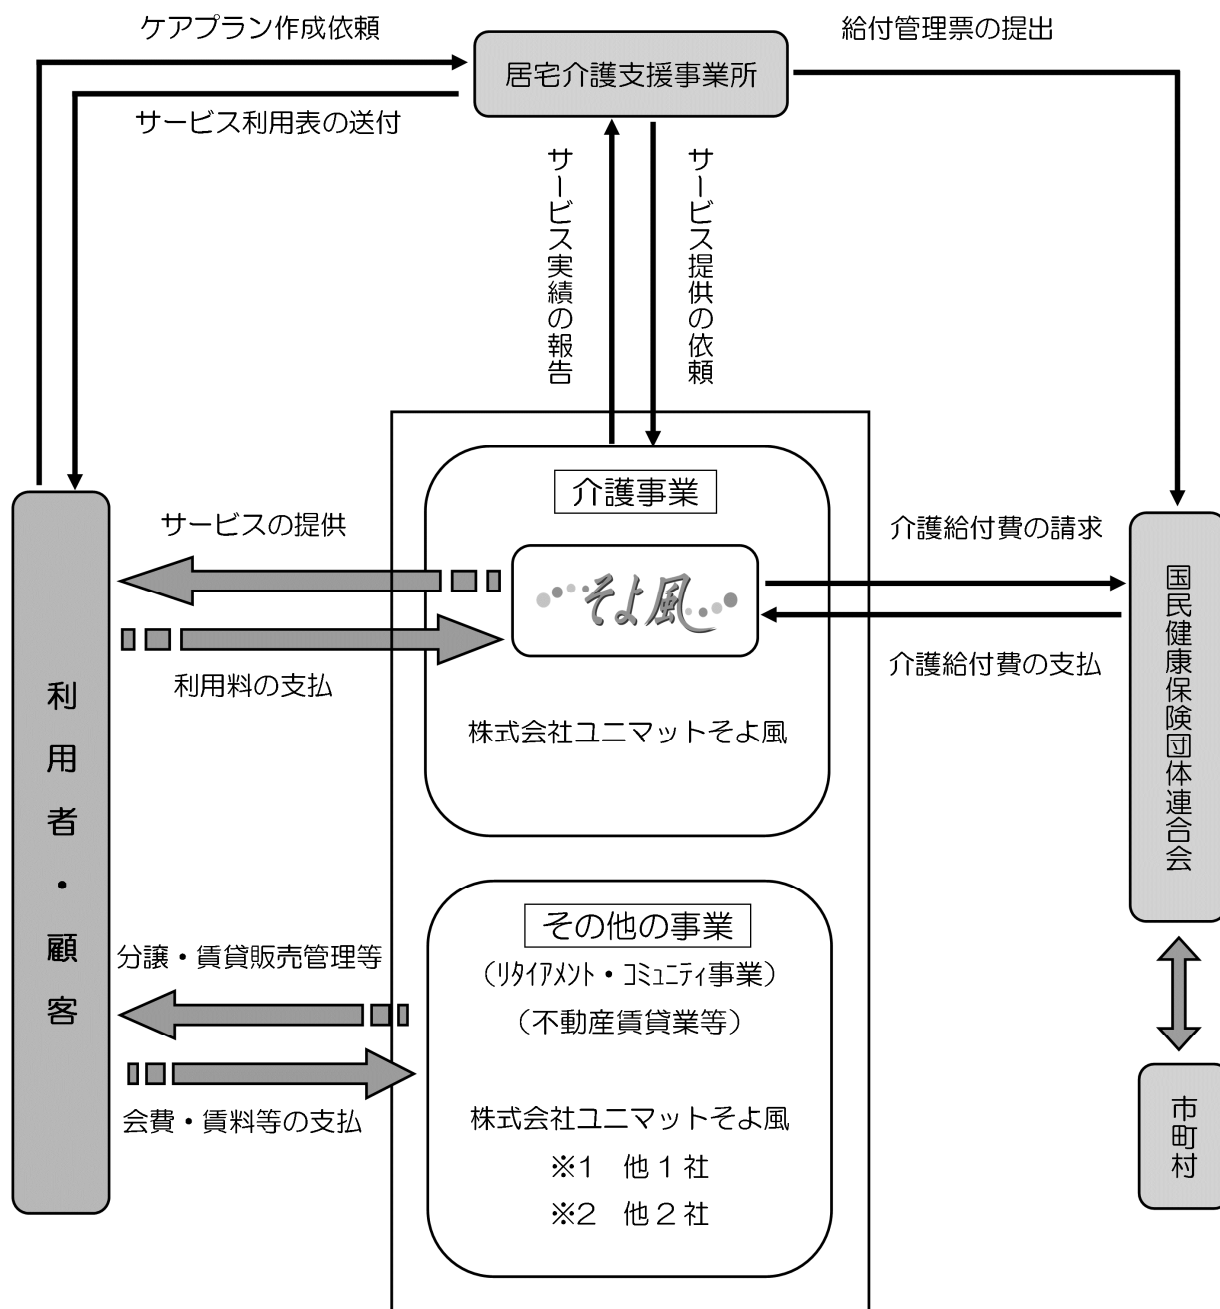 ケアプラン作成依頼
給付管理票の提出
居宅介護支援事業所
サービス利用表の送付
サービス実績の報告
サービス提供の依頼
介護事業
サービスの提供
そよ風
介護給付費の請求
利用料の支払
介護給付費の支払
株式会社ユニマットそよ風
利用者・顧客
国民健康保険団体連合会
その他の事業
分譲・賃貸販売管理等
（ﾘﾀｲｱﾒﾝﾄ・ｺﾐｭﾆﾃｨ事業）
（不動産賃貸業等）
会費・賃料等の支払
株式会社ユニマットそよ風
※1　他１社
※2　他２社
市町村